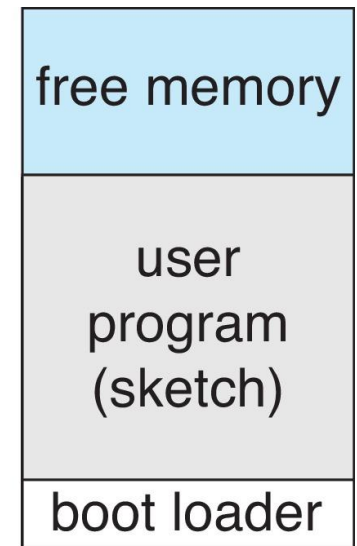 free memory
user
program
(sketch)
boot loader